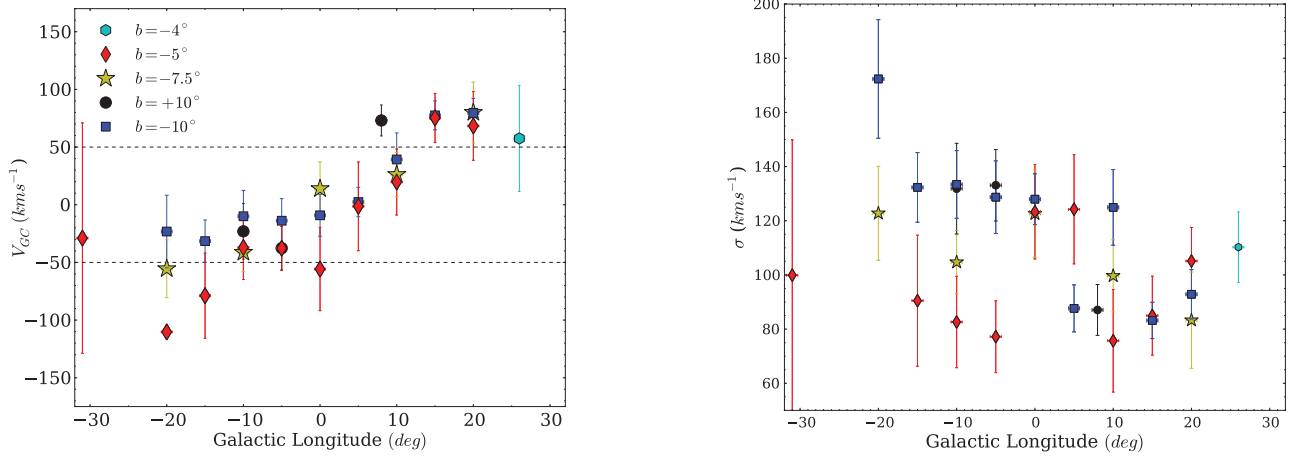 100
50
0
−50
−100
−150
V_GC (kms⁻¹)
b=−4°
b=−5°
b=−7.5°
b=+10°
b=−10°
−30 −20 −10 0 10 20 30
Galactic Longitude (deg)
200
180
160
140
120
100
80
60
σ (kms⁻¹)
−30 −20 −10 0 10 20 30
Galactic Longitude (deg)